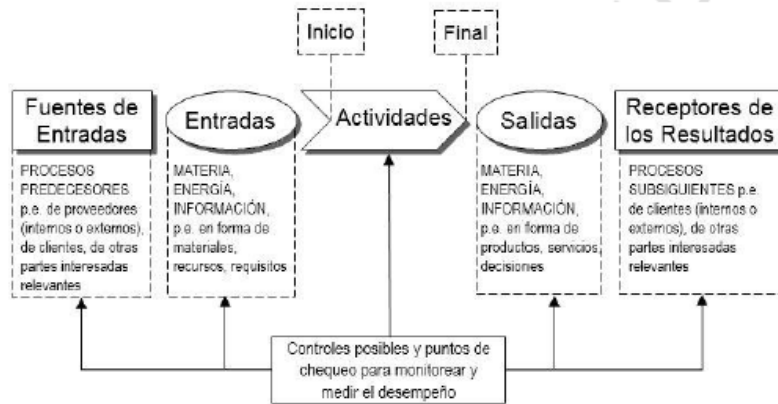 Inicio
Final
Fuentes de
Entradas
Entradas
Actividades
Salidas
Receptores de
los Resultados
PROCESOS
PREDECESORES
p.e. de proveedores
(internos o externos),
de clientes, de otras
partes interesadas
relevantes
MATERIA,
ENERGÍA,
INFORMACIÓN,
p.e. en forma de
materiales,
recursos, requisitos
MATERIA,
ENERGÍA,
INFORMACIÓN,
p.e. en forma de
productos, servicios,
decisiones
PROCESOS
SUBSIGUIENTES p.e.
de clientes (internos o
externos), de otras
partes interesadas
relevantes
Controles posibles y puntos de
chequeo para monitorear y
medir el desempeño